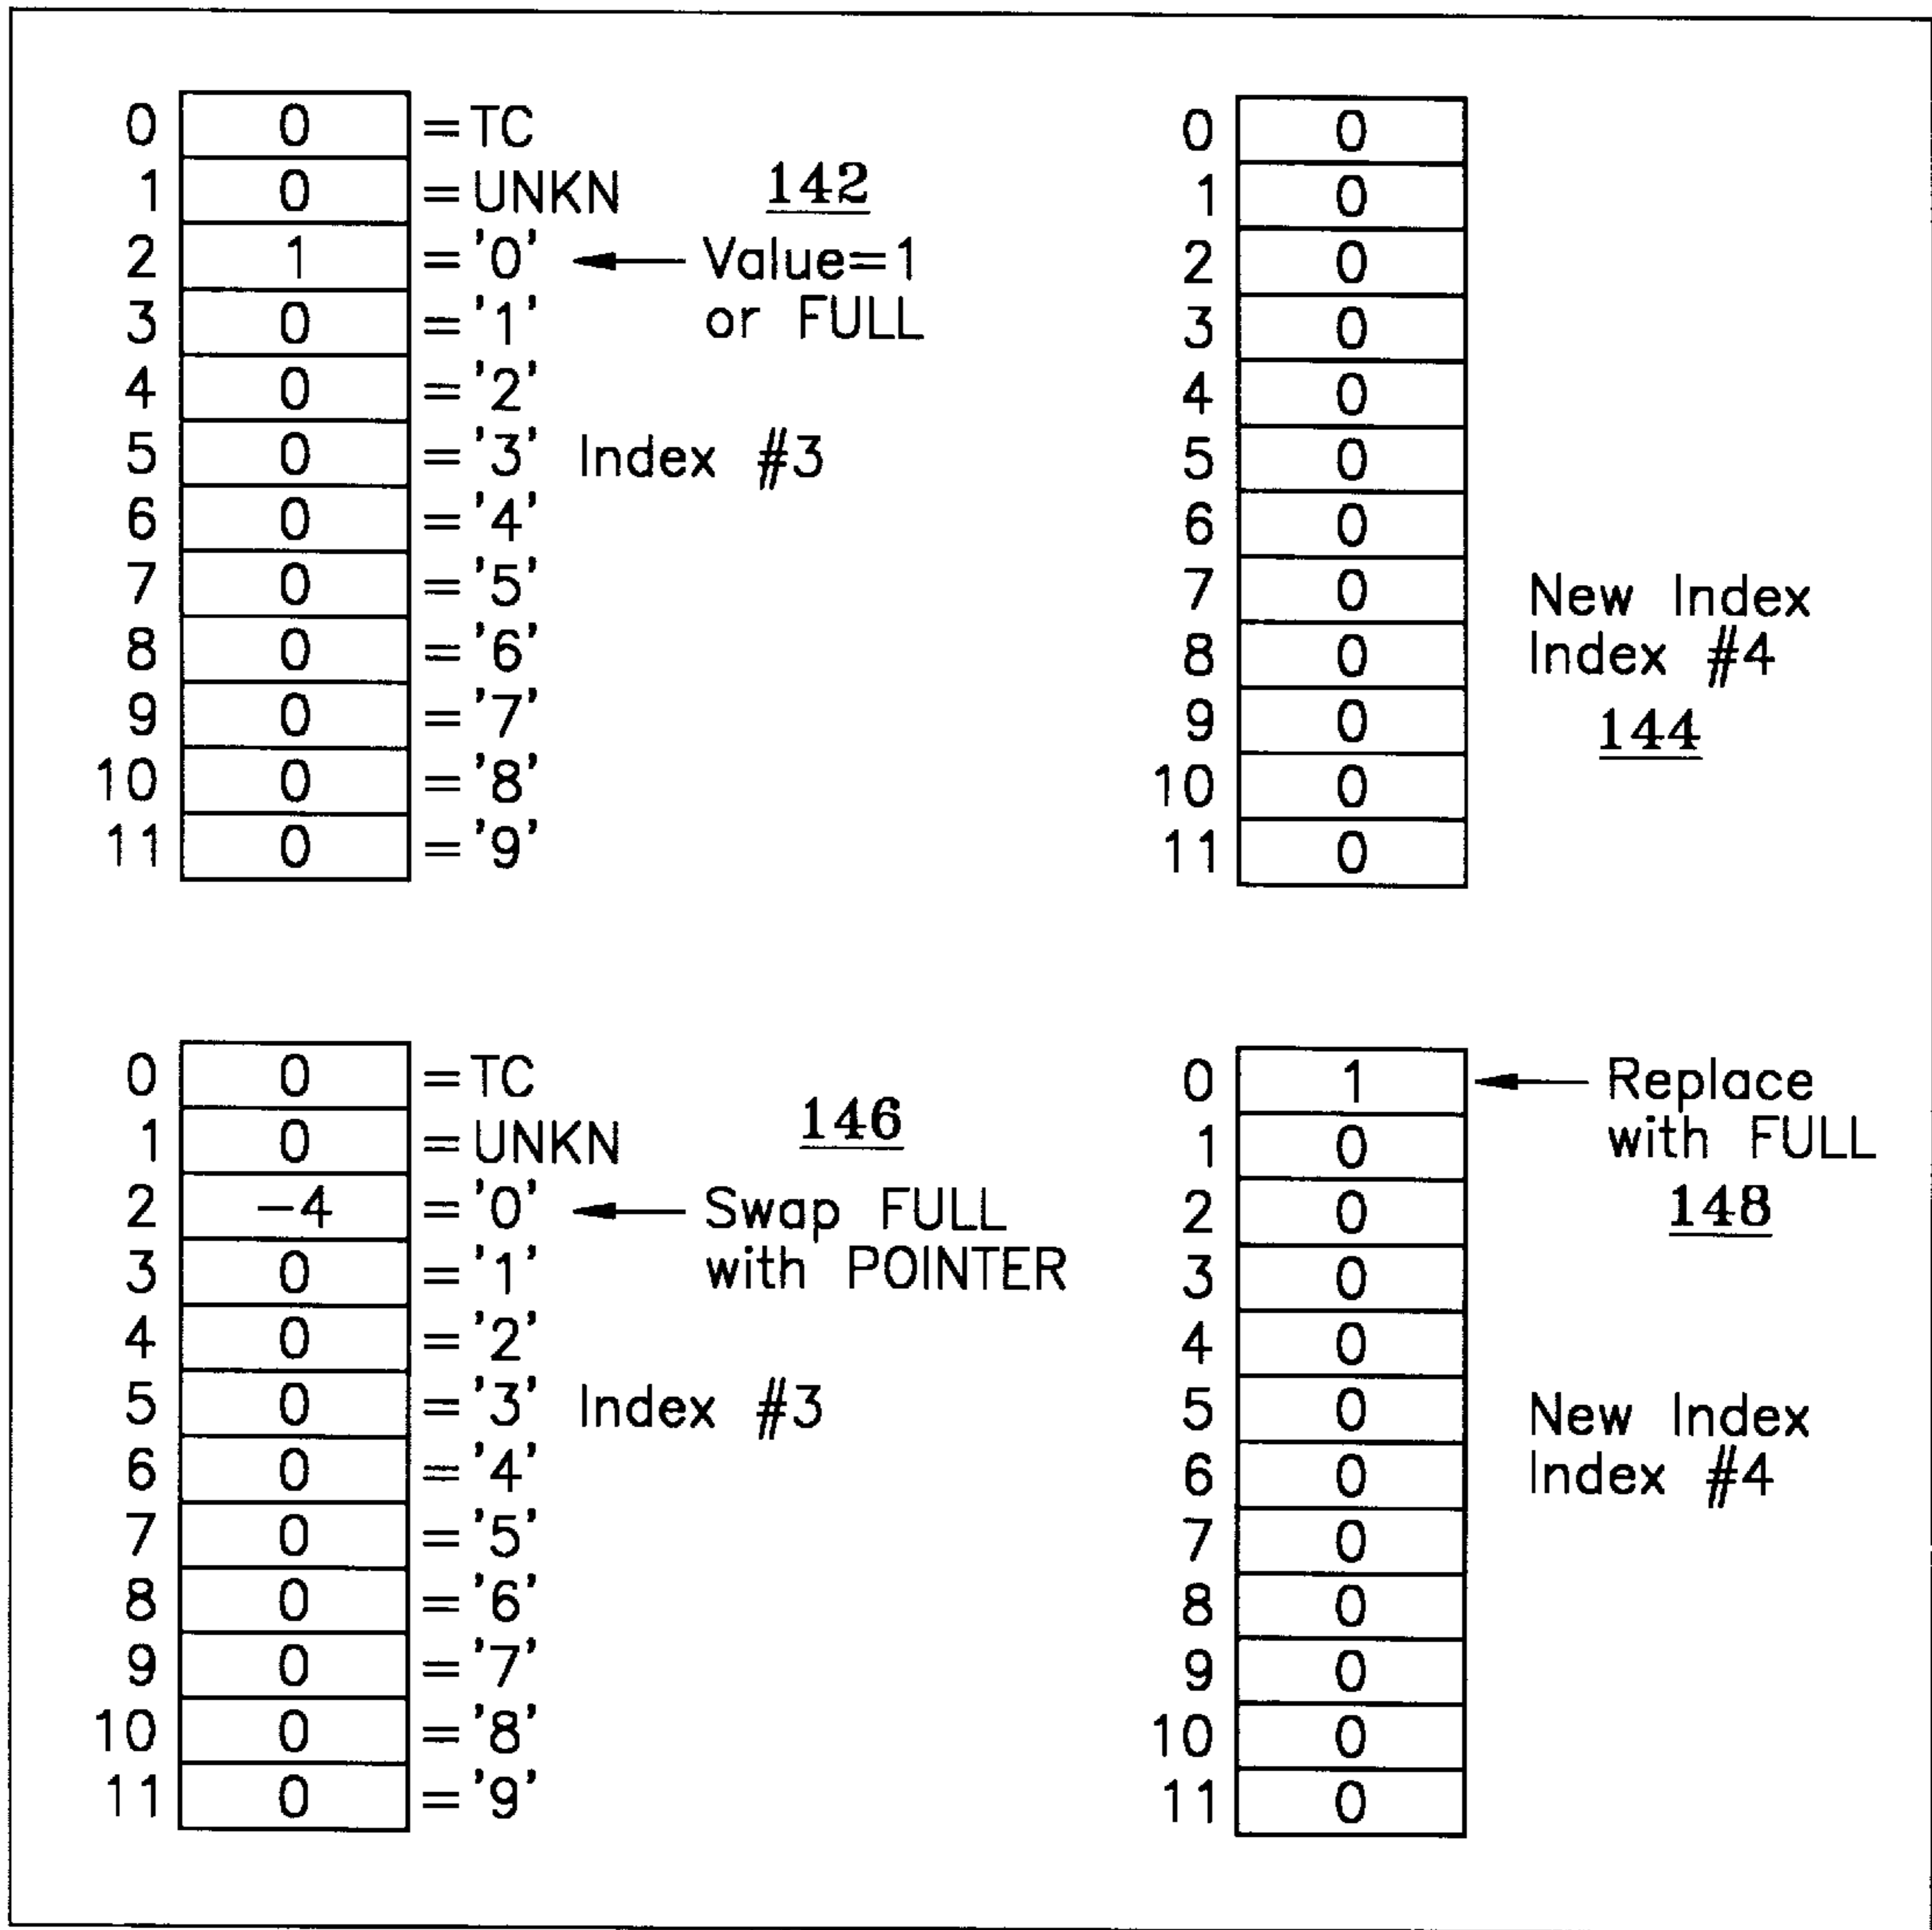 0 0 =TC
1 0 =UNKN
142
2 1 ='0' Value=1
3 0 ='1' or FULL
4 0 ='2'
5 0 ='3' Index #3
6 0 ='4'
7 0 ='5'
8 0 ='6'
9 0 ='7'
10 0 ='8'
11 0 ='9'
0 0
1 0
2 0
3 0
4 0
5 0
6 0
7 0
8 0
9 0
10 0
11 0
New Index
Index #4
144
0 0 =TC
1 0 =UNKN
146
2 -4 ='0' Swap FULL
3 0 ='1' with POINTER
4 0 ='2'
5 0 ='3' Index #3
6 0 ='4'
7 0 ='5'
8 0 ='6'
9 0 ='7'
10 0 ='8'
11 0 ='9'
0 1 Replace
1 0 with FULL
2 0 148
3 0
4 0
5 0 New Index
6 0 Index #4
7 0
8 0
9 0
10 0
11 0